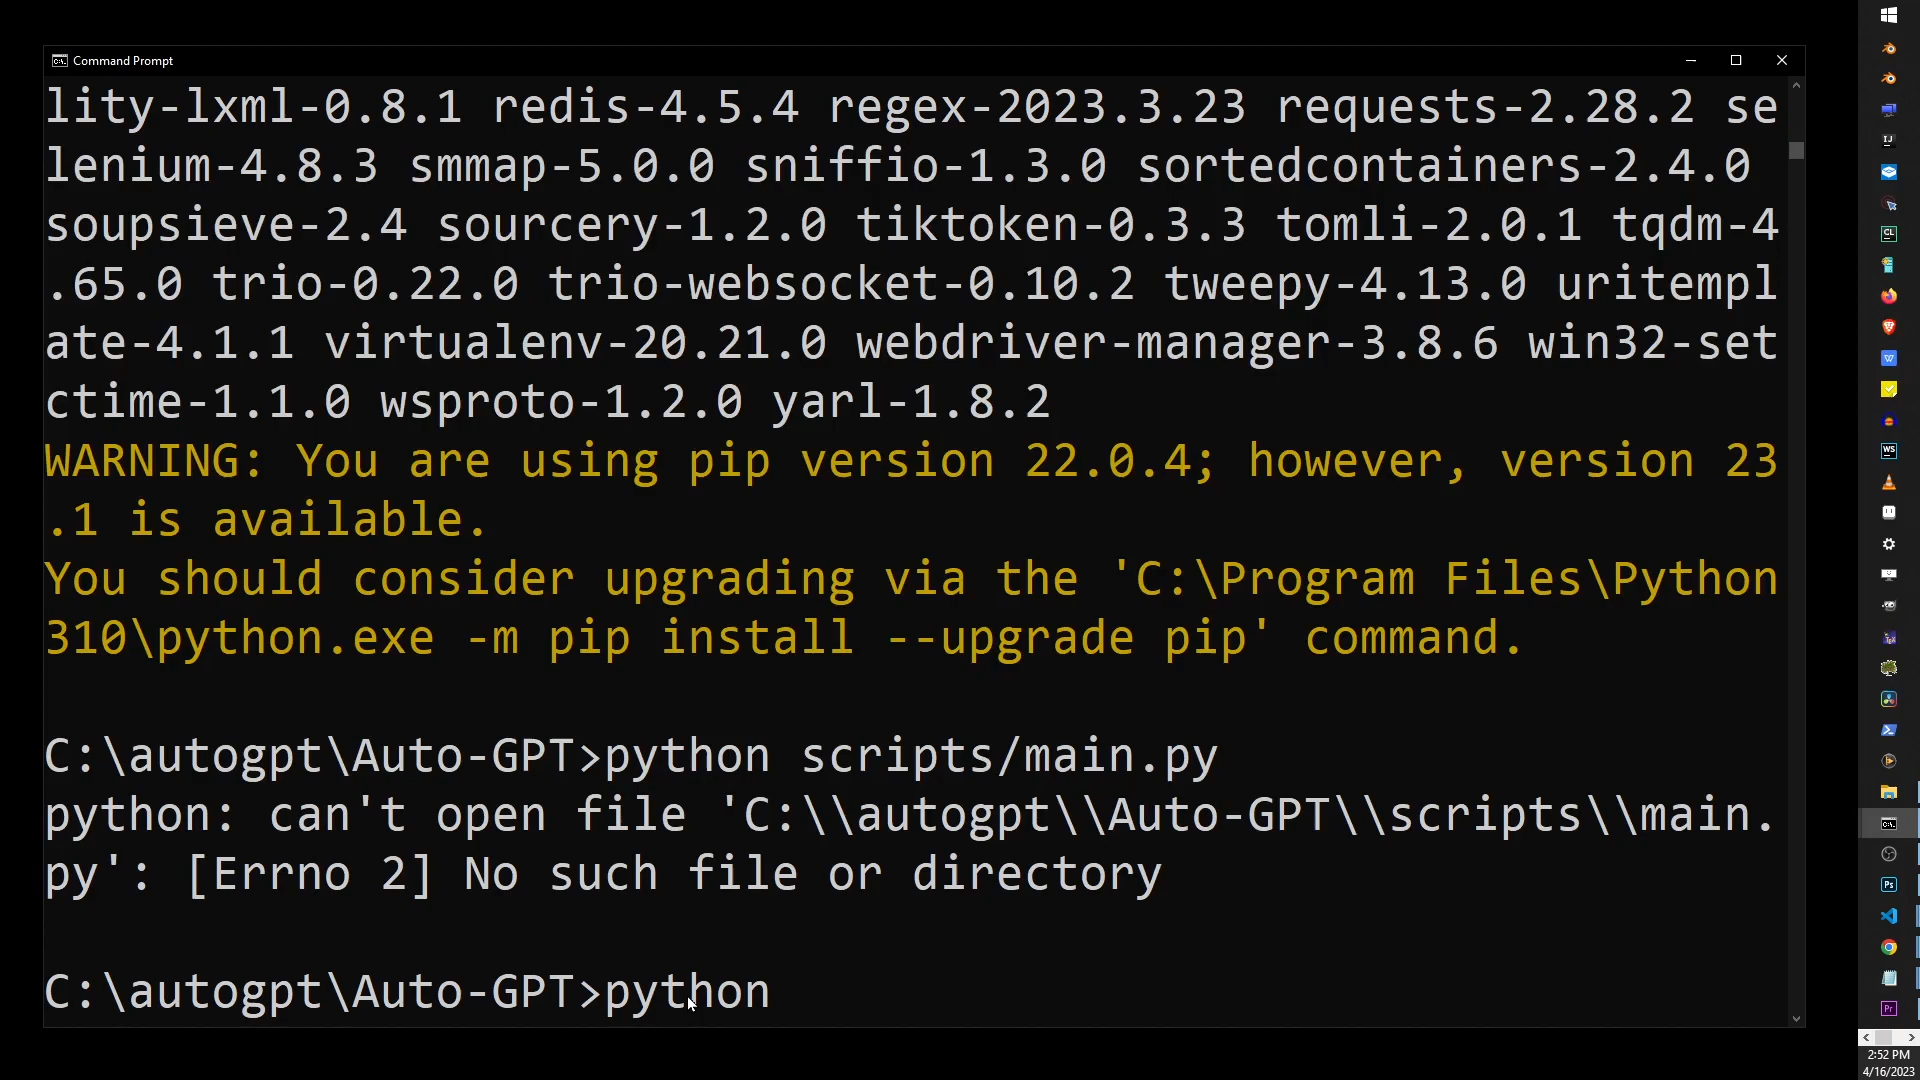 Command Prompt
lity-lxml-0.8.1 redis-4.5.4 regex-2023.3.23 requests-2.28.2 se
lenium-4.8.3 smmap-5.0.0 sniffio-1.3.0 sortedcontainers-2.4.0
soupsieve-2.4 sourcery-1.2.0 tiktoken-0.3.3 tomli-2.0.1 tqdm-4
.65.0 trio-0.22.0 trio-websocket-0.10.2 tweepy-4.13.0 uritempl
ate-4.1.1 virtualenv-20.21.0 webdriver-manager-3.8.6 win32-set
ctime-1.1.0 wsproto-1.2.0 yarl-1.8.2
WARNING: You are using pip version 22.0.4; however, version 23
.1 is available.
You should consider upgrading via the 'C:\Program Files\Python
310\python.exe -m pip install --upgrade pip' command.
C:\autogpt\Auto-GPT>python scripts/main.py
python: can't open file 'C:\\autogpt\\Auto-GPT\\scripts\\main.
py': [Errno 2] No such file or directory
C:\autogpt\Auto-GPT>python
IJ
CL
WS
Ps
Pr
2:52 PM
4/16/2023